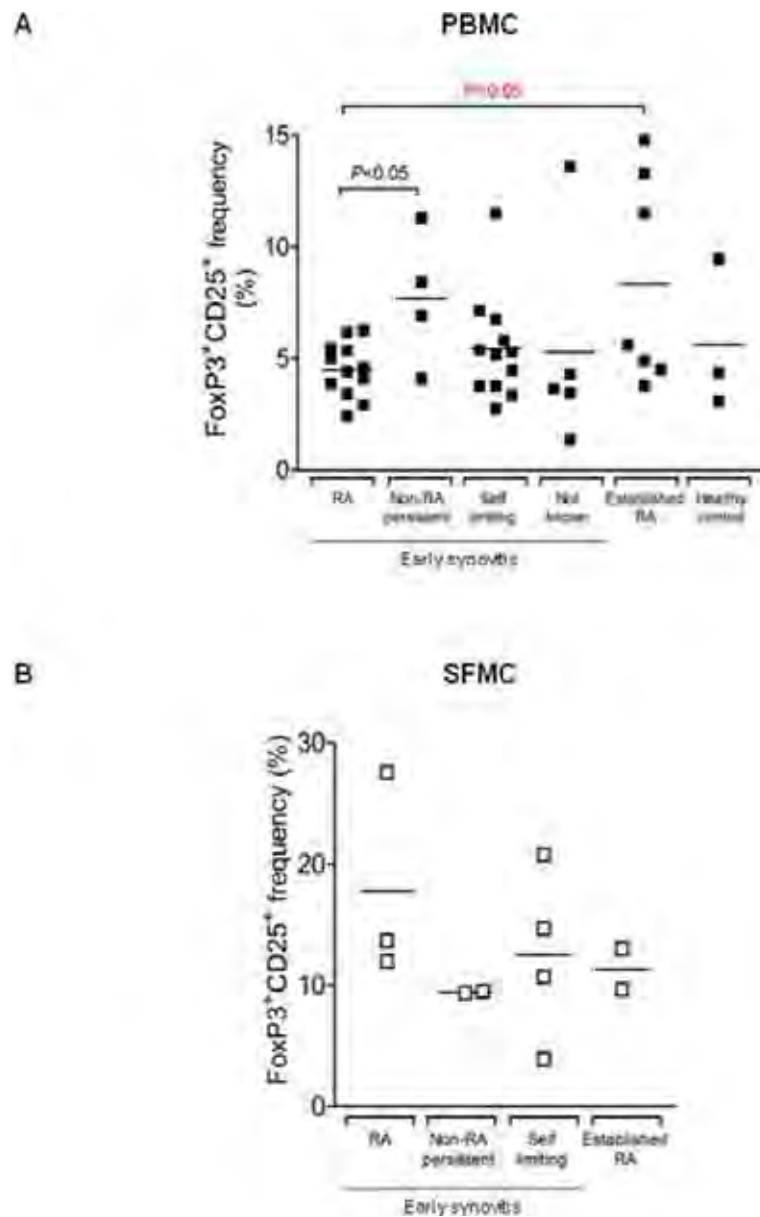 A
PBMC
P<0.05
15
P<0.05
10
5
0
FoxP3⁺CD25⁺ frequency
(%)
RA
Non-RA
persistent
Self
limiting
Not
known
Established
RA
Healthy
control
Early synovitis
B
SFMC
30
20
10
0
FoxP3⁺CD25⁺ frequency (%)
RA
Non-RA
persistent
Self
limiting
Established
RA
Early synovitis